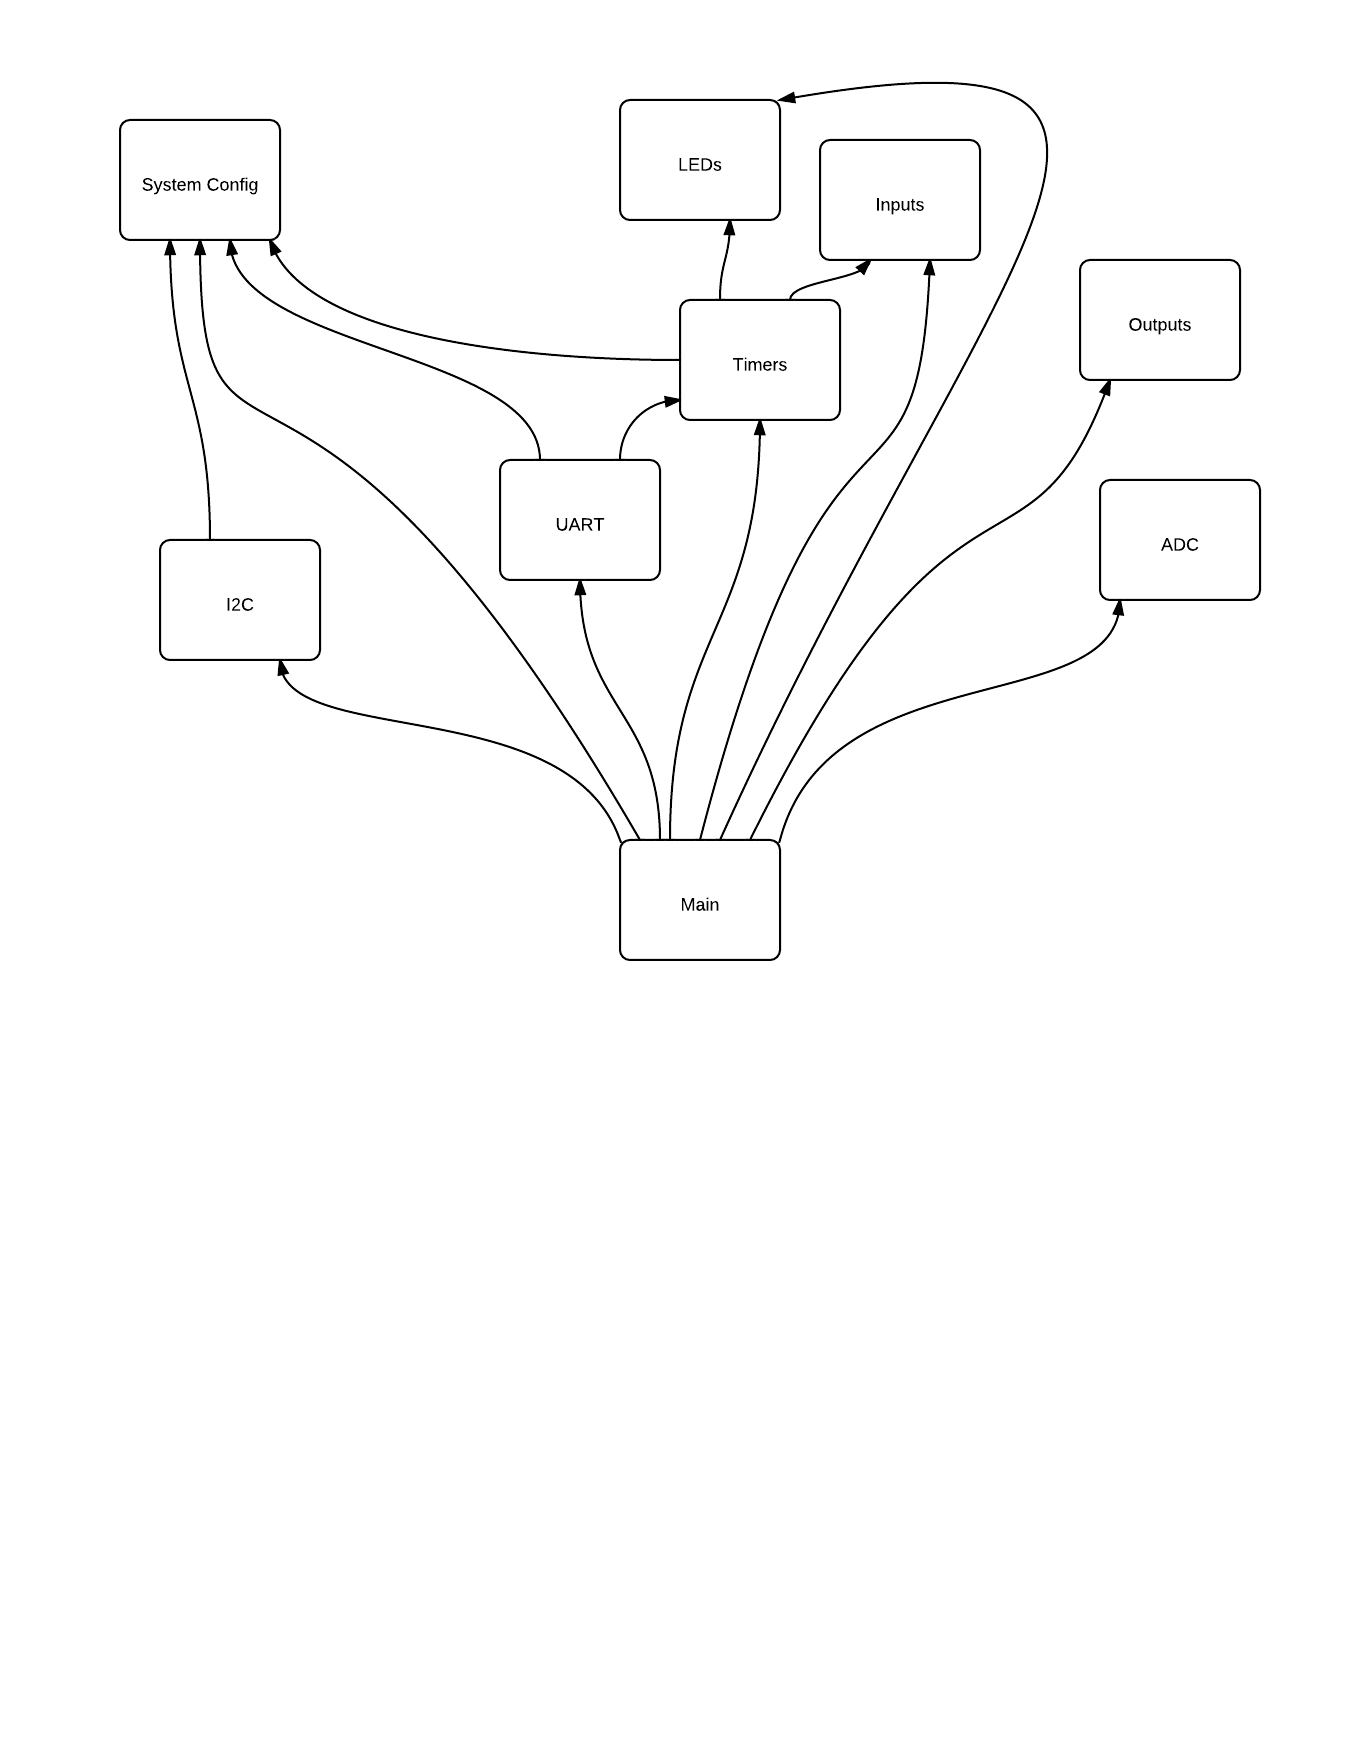 LEDs
System Config
Inputs
Outputs
Timers
UART
ADC
I2C
Main